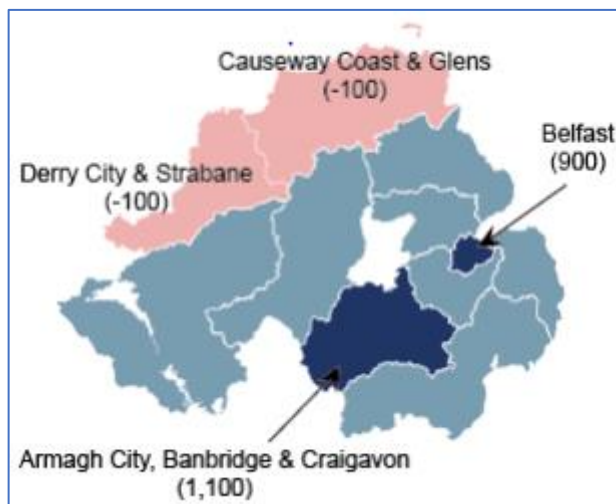 Causeway Coast & Glens
(-100)
Belfast
(900)
Derry City & Strabane
(-100)
Armagh City, Banbridge & Craigavon
(1,100)